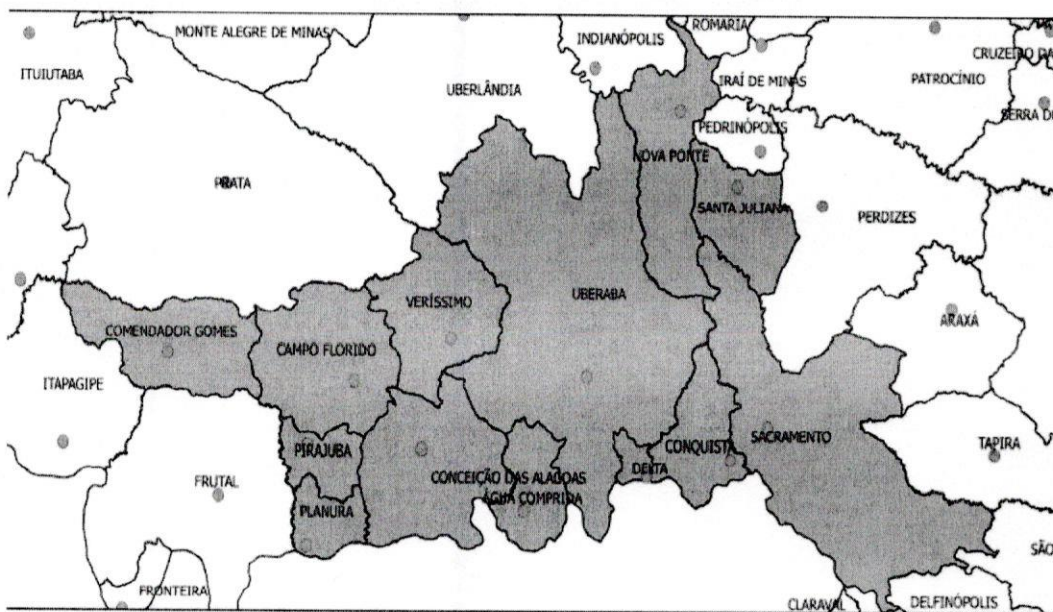 ROMARIA
MONTE ALEGRE DE MINAS
INDIANÓPOLIS
CRUZEIRO DA
ITUIUTABA
IRAÍ DE MINAS
PATROCÍNIO
UBERLÂNDIA
SERRA D
PEDRINÓPOLIS
NOVA PONTE
PRATA
SANTA JULIANA
PERDIZES
UBERABA
VERÍSSIMO
ARAXÁ
COMENDADOR GOMES
CAMPO FLORIDO
ITAPAGIPE
CONQUISTA
SACRAMENTO
TAPIRA
PIRAJUBA
DELTA
CONCEIÇÃO DAS ALAGOAS
FRUTAL
ÁGUA COMPRIDA
PLANURA
SÃO
FRONTEIRA
CLARAVAL
DELFINÓPOLIS